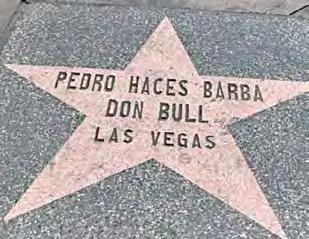 PEDRO HACES BARBA
DON BULL
LAS VEGAS